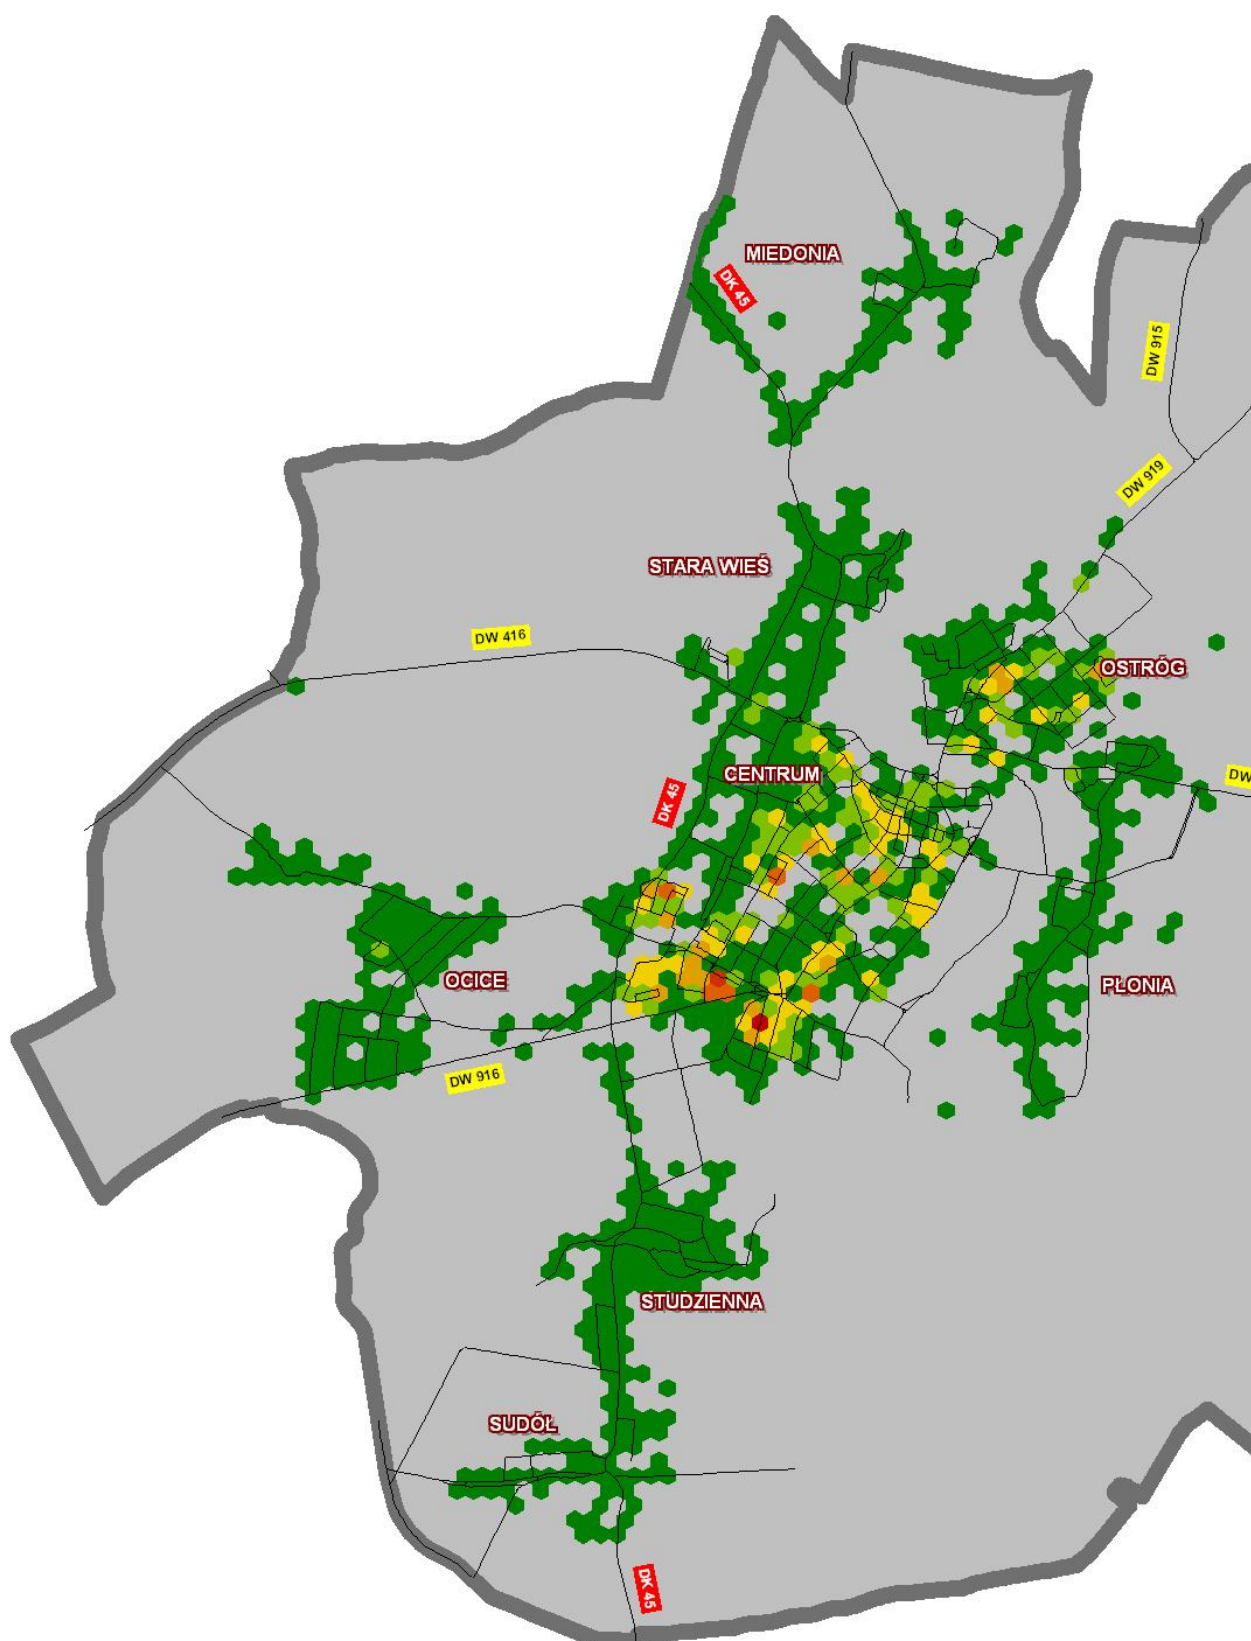 MIEDONIA
DK 45
DW 915
DW 919
STARA WIEŚ
DW 416
OSTRÓG
CENTRUM
DW
DK 45
OCICE
PŁONIA
DW 916
STUDZIENNA
SUDÓŁ
DK 45